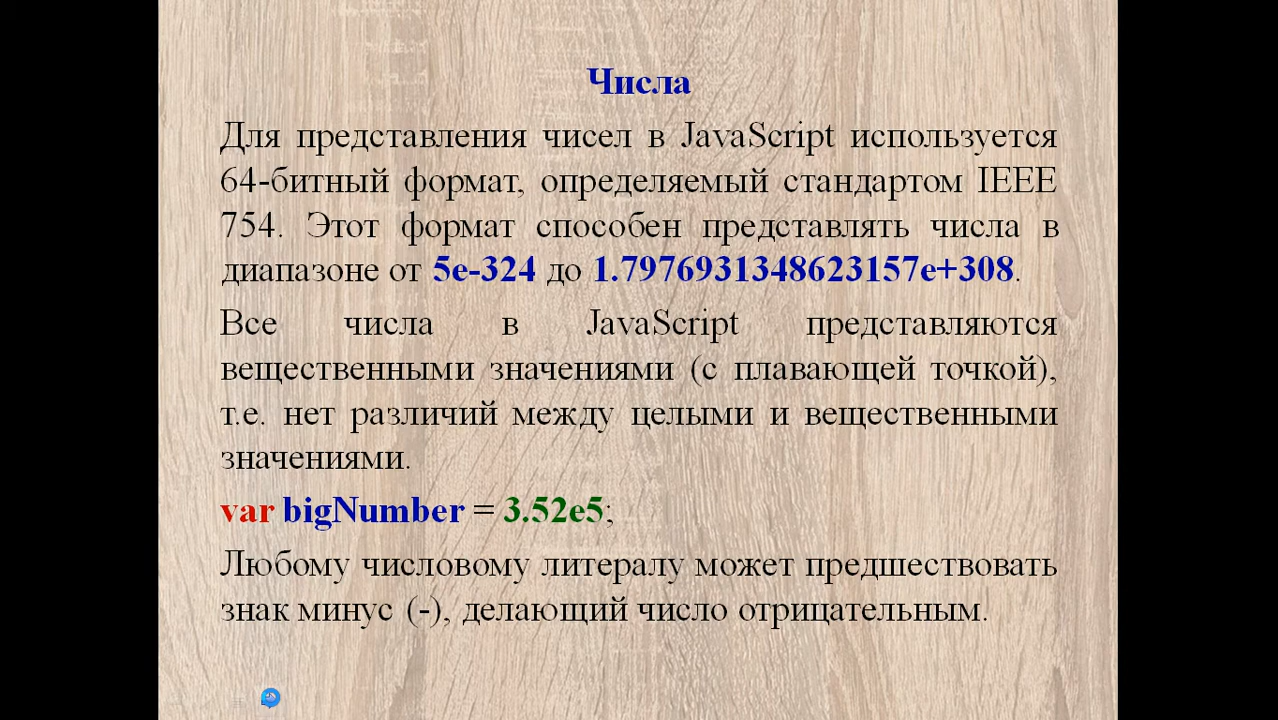 Числа
Для представления чисел в JavaScript используется
64-битный формат, определяемый стандартом IEEE
754. Этот формат способен представлять числа в
диапазоне от 5e-324 до 1.7976931348623157e+308.
Все числа в JavaScript представляются
вещественными значениями (с плавающей точкой),
т.е. нет различий между целыми и вещественными
значениями.
var bigNumber = 3.52e5;
Любому числовому литералу может предшествовать
знак минус (-), делающий число отрицательным.